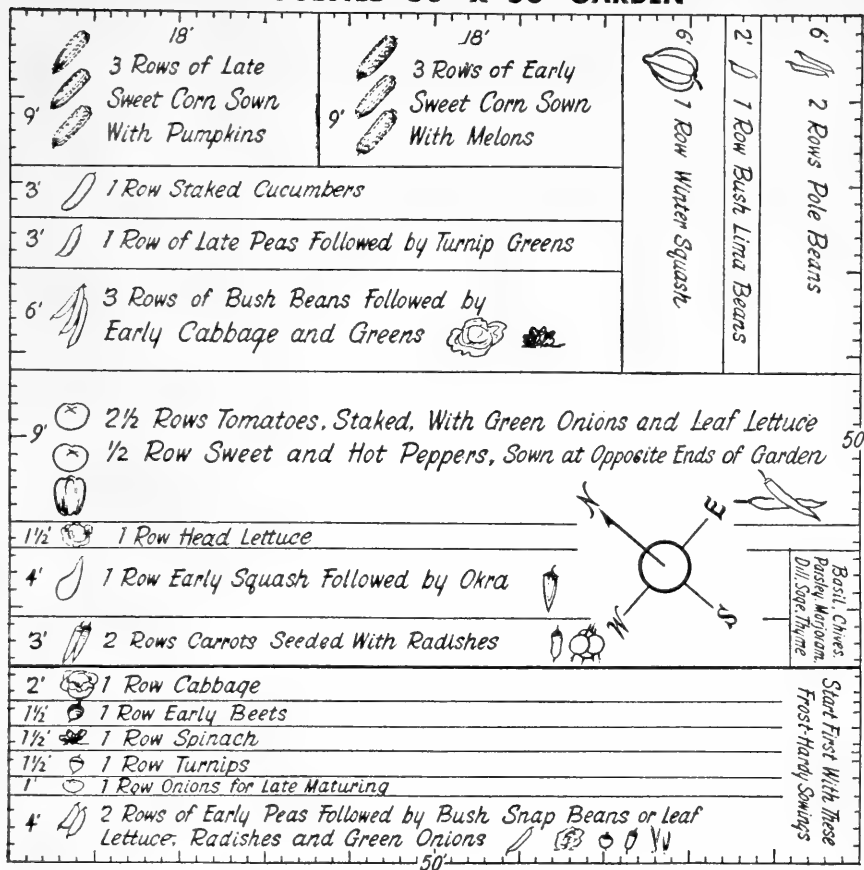 18'
3 Rows of Late
Sweet Corn Sown
With Pumpkins
9'
18'
3 Rows of Early
Sweet Corn Sown
With Melons
9'
6'
1 Row Winter Squash
2'
1 Row Bush Lima Beans
6'
2 Rows Pole Beans
3'
1 Row Staked Cucumbers
3'
1 Row of Late Peas Followed by Turnip Greens
6'
3 Rows of Bush Beans Followed by
Early Cabbage and Greens
9'
2½ Rows Tomatoes, Staked, With Green Onions and Leaf Lettuce
½ Row Sweet and Hot Peppers, Sown at Opposite Ends of Garden
50'
1½'
1 Row Head Lettuce
N
E
W
S
4'
1 Row Early Squash Followed by Okra
Basil, Chives,
Parsley, Marjoram,
Dill, Sage, Thyme
3'
2 Rows Carrots Seeded With Radishes
2'
1 Row Cabbage
1½'
1 Row Early Beets
1½'
1 Row Spinach
1½'
1 Row Turnips
1'
1 Row Onions for Late Maturing
Start First With These
Frost-Hardy Sowings
4'
2 Rows of Early Peas Followed by Bush Snap Beans or Leaf
Lettuce, Radishes and Green Onions
50'